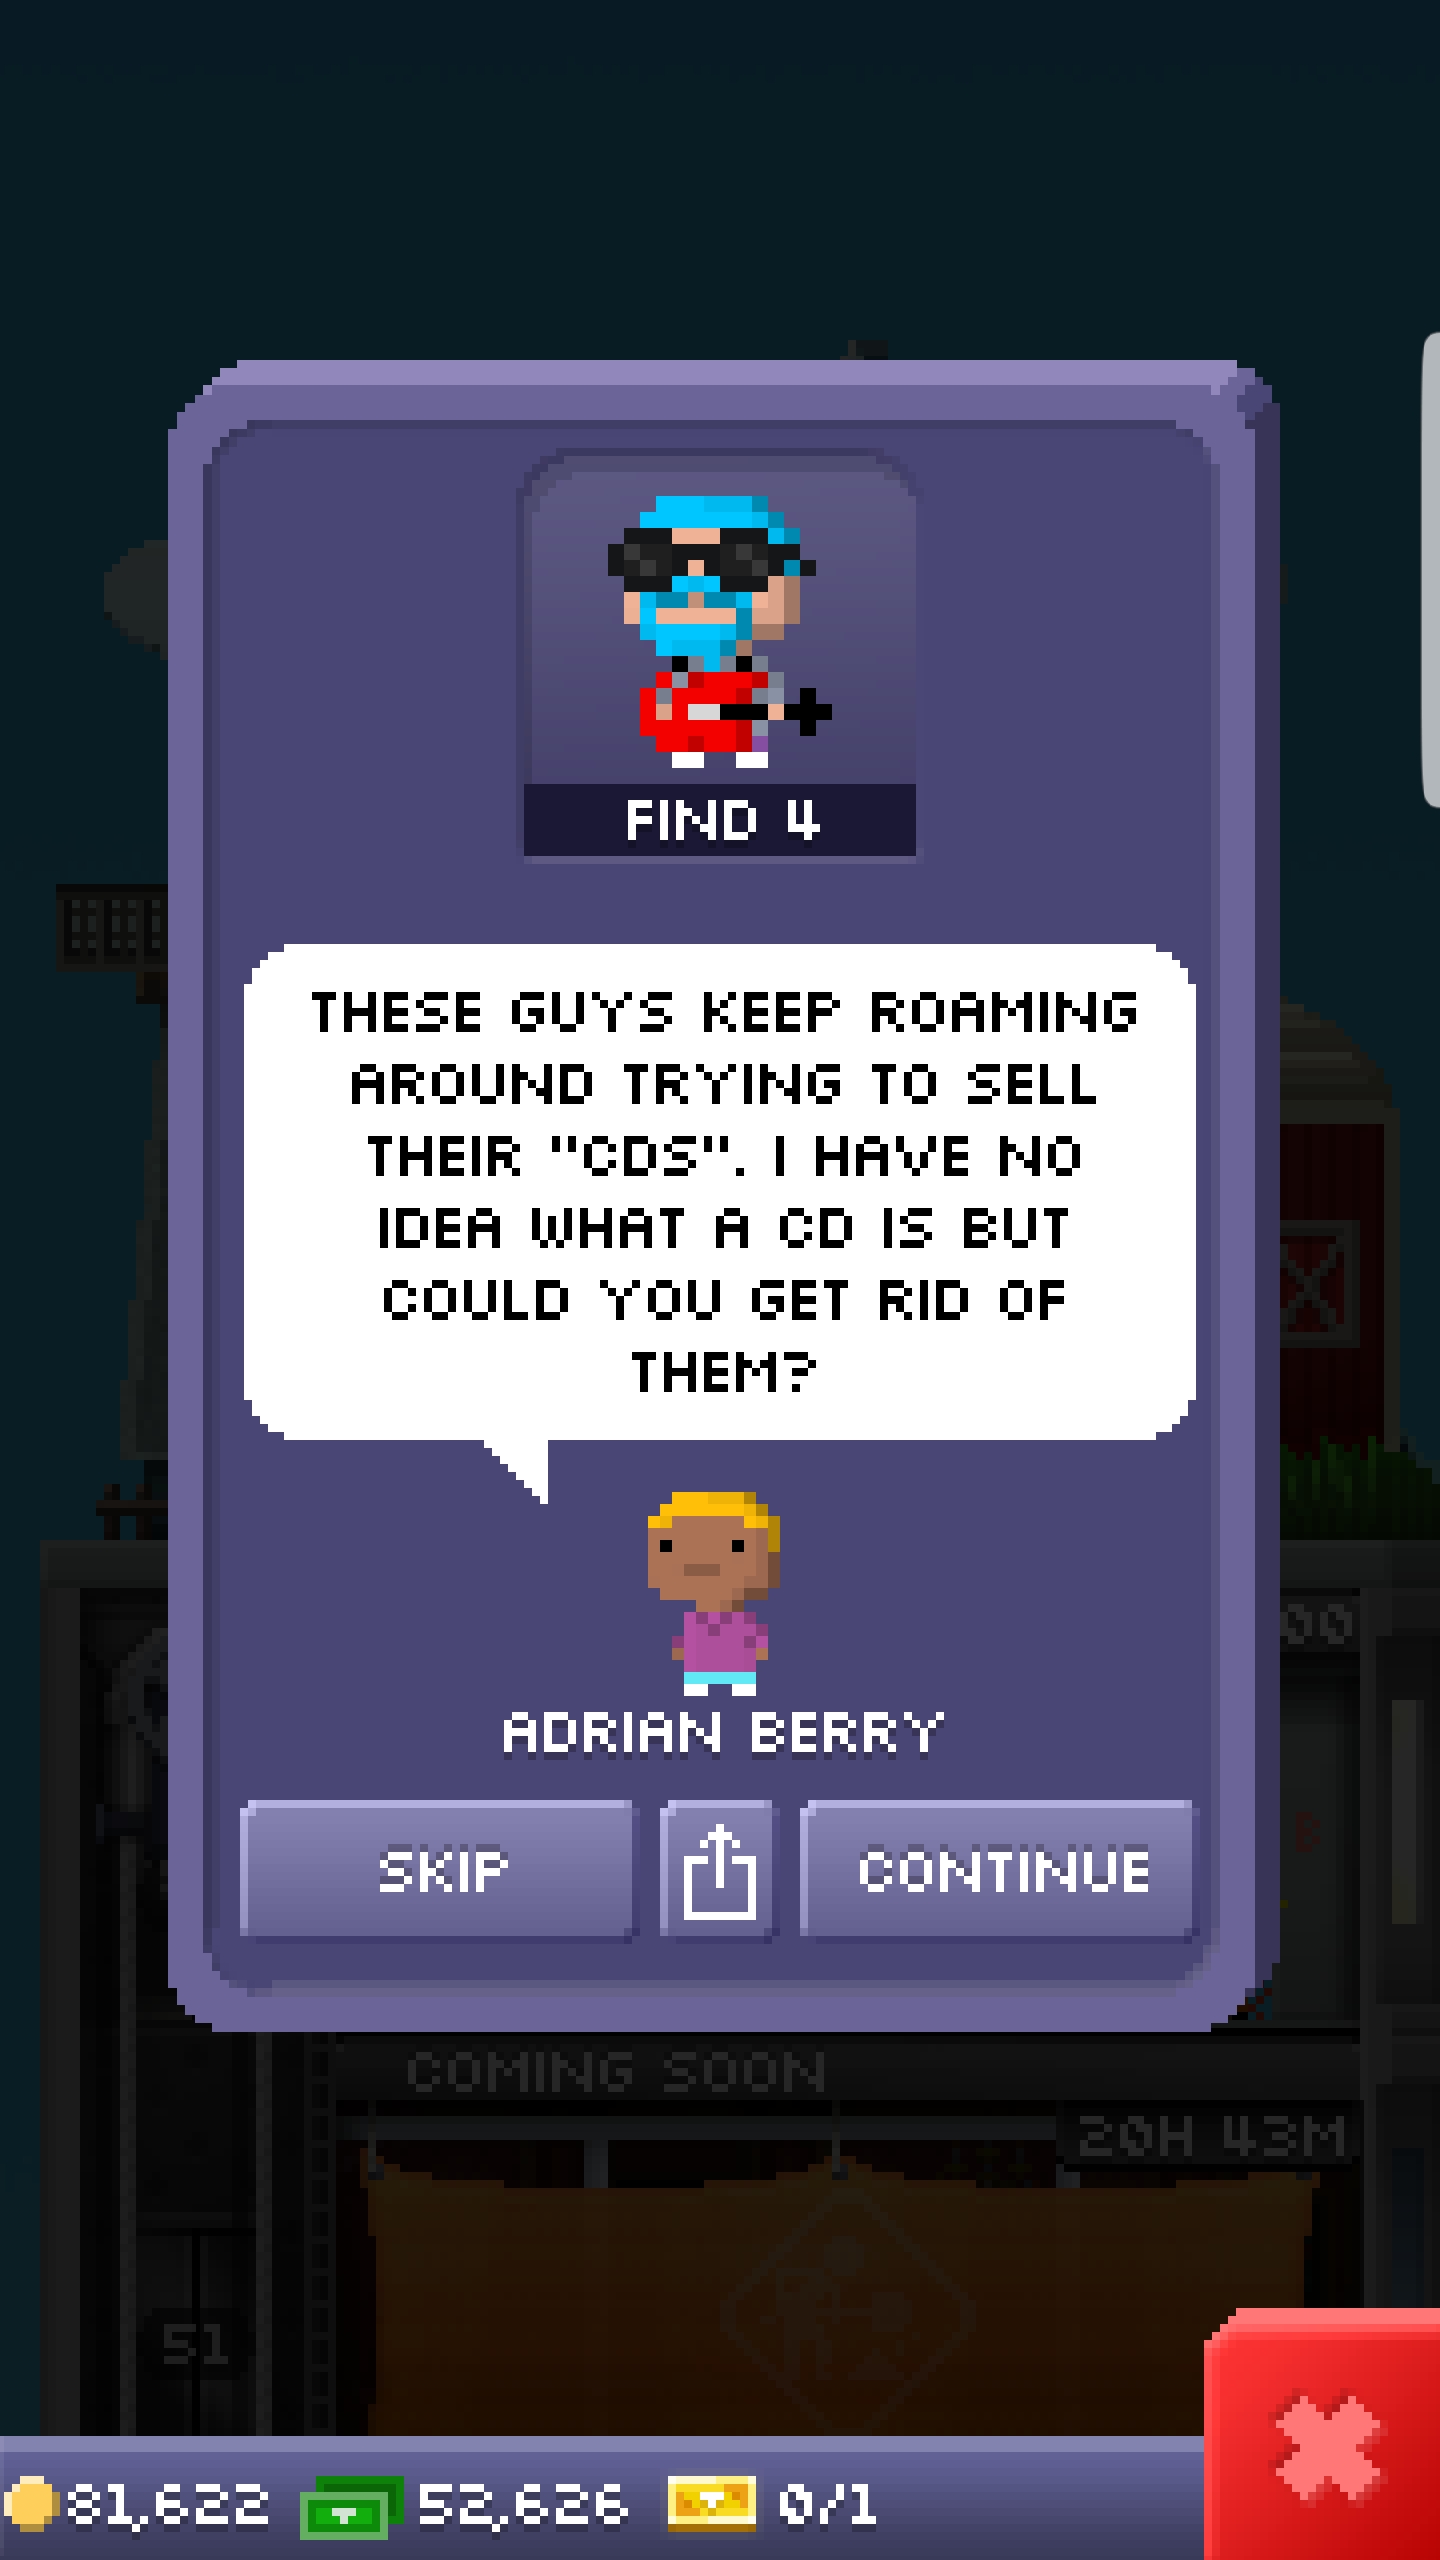 FIND 4
THESE GUYS KEEP ROAMING
AROUND TRYING TO SELL
THEIR "CDS". I HAVE NO
IDEA WHAT A CD IS BUT
COULD YOU GET RID OF
THEM?
ADRIAN BERRY
SKIP
CONTINUE
COMING SOON
20H 43M
51
81,622
52,626
0/1